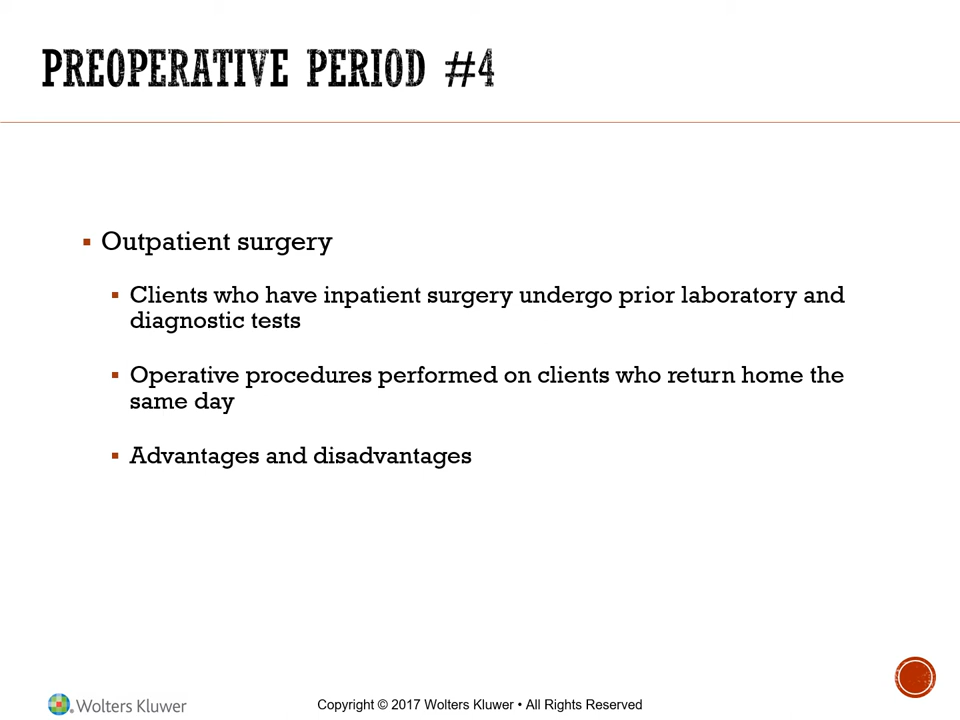 PREOPERATIVE PERIOD #4
▪ Outpatient surgery
▪ Clients who have inpatient surgery undergo prior laboratory and
diagnostic tests
▪ Operative procedures performed on clients who return home the
same day
▪ Advantages and disadvantages
Wolters Kluwer
Copyright © 2017 Wolters Kluwer • All Rights Reserved